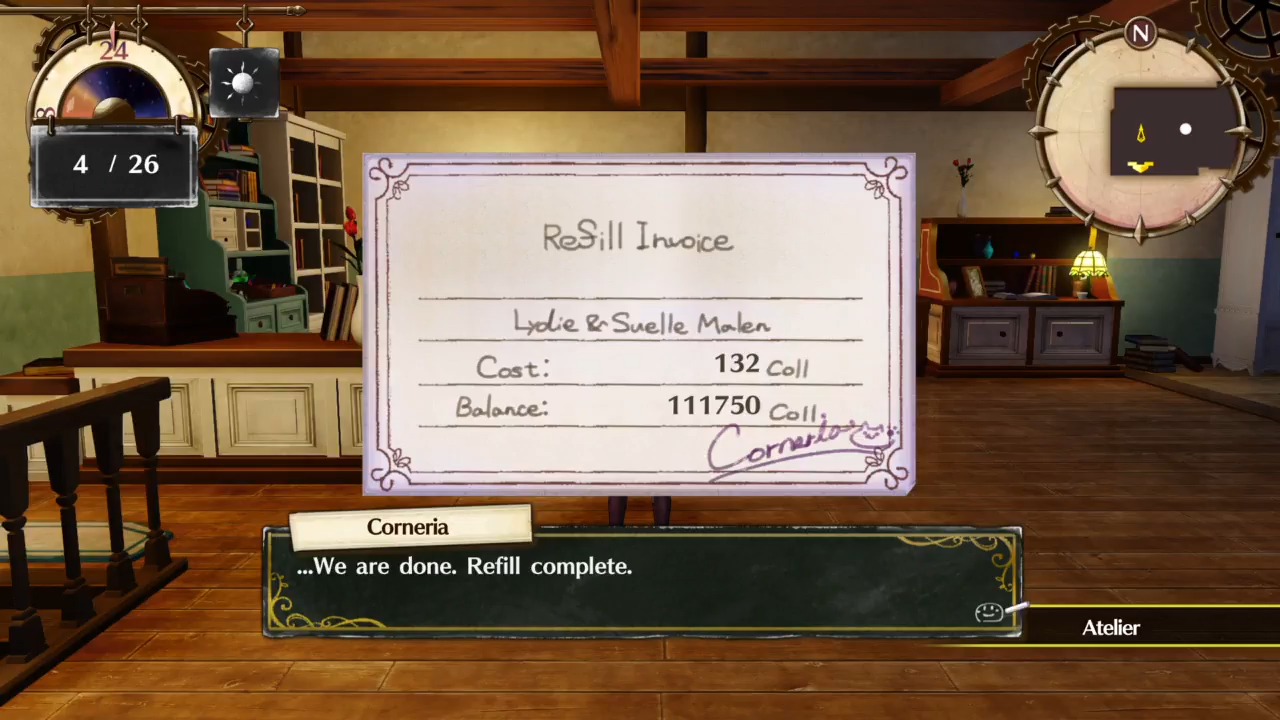 24
8
4 / 26
N
Refill Invoice
Lydie & Suelle Malen
Cost: 132 Coll
Balance: 111750 Coll.
Corneria
Corneria
...We are done. Refill complete.
Atelier